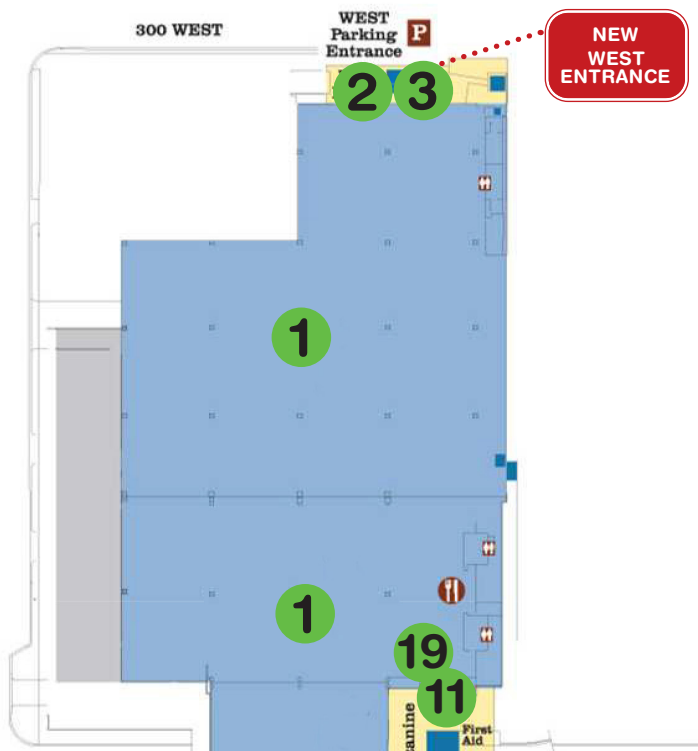 300 WEST
WEST
Parking
Entrance
P
NEW
WEST
ENTRANCE
2
3
1
1
19
11
First
Aid